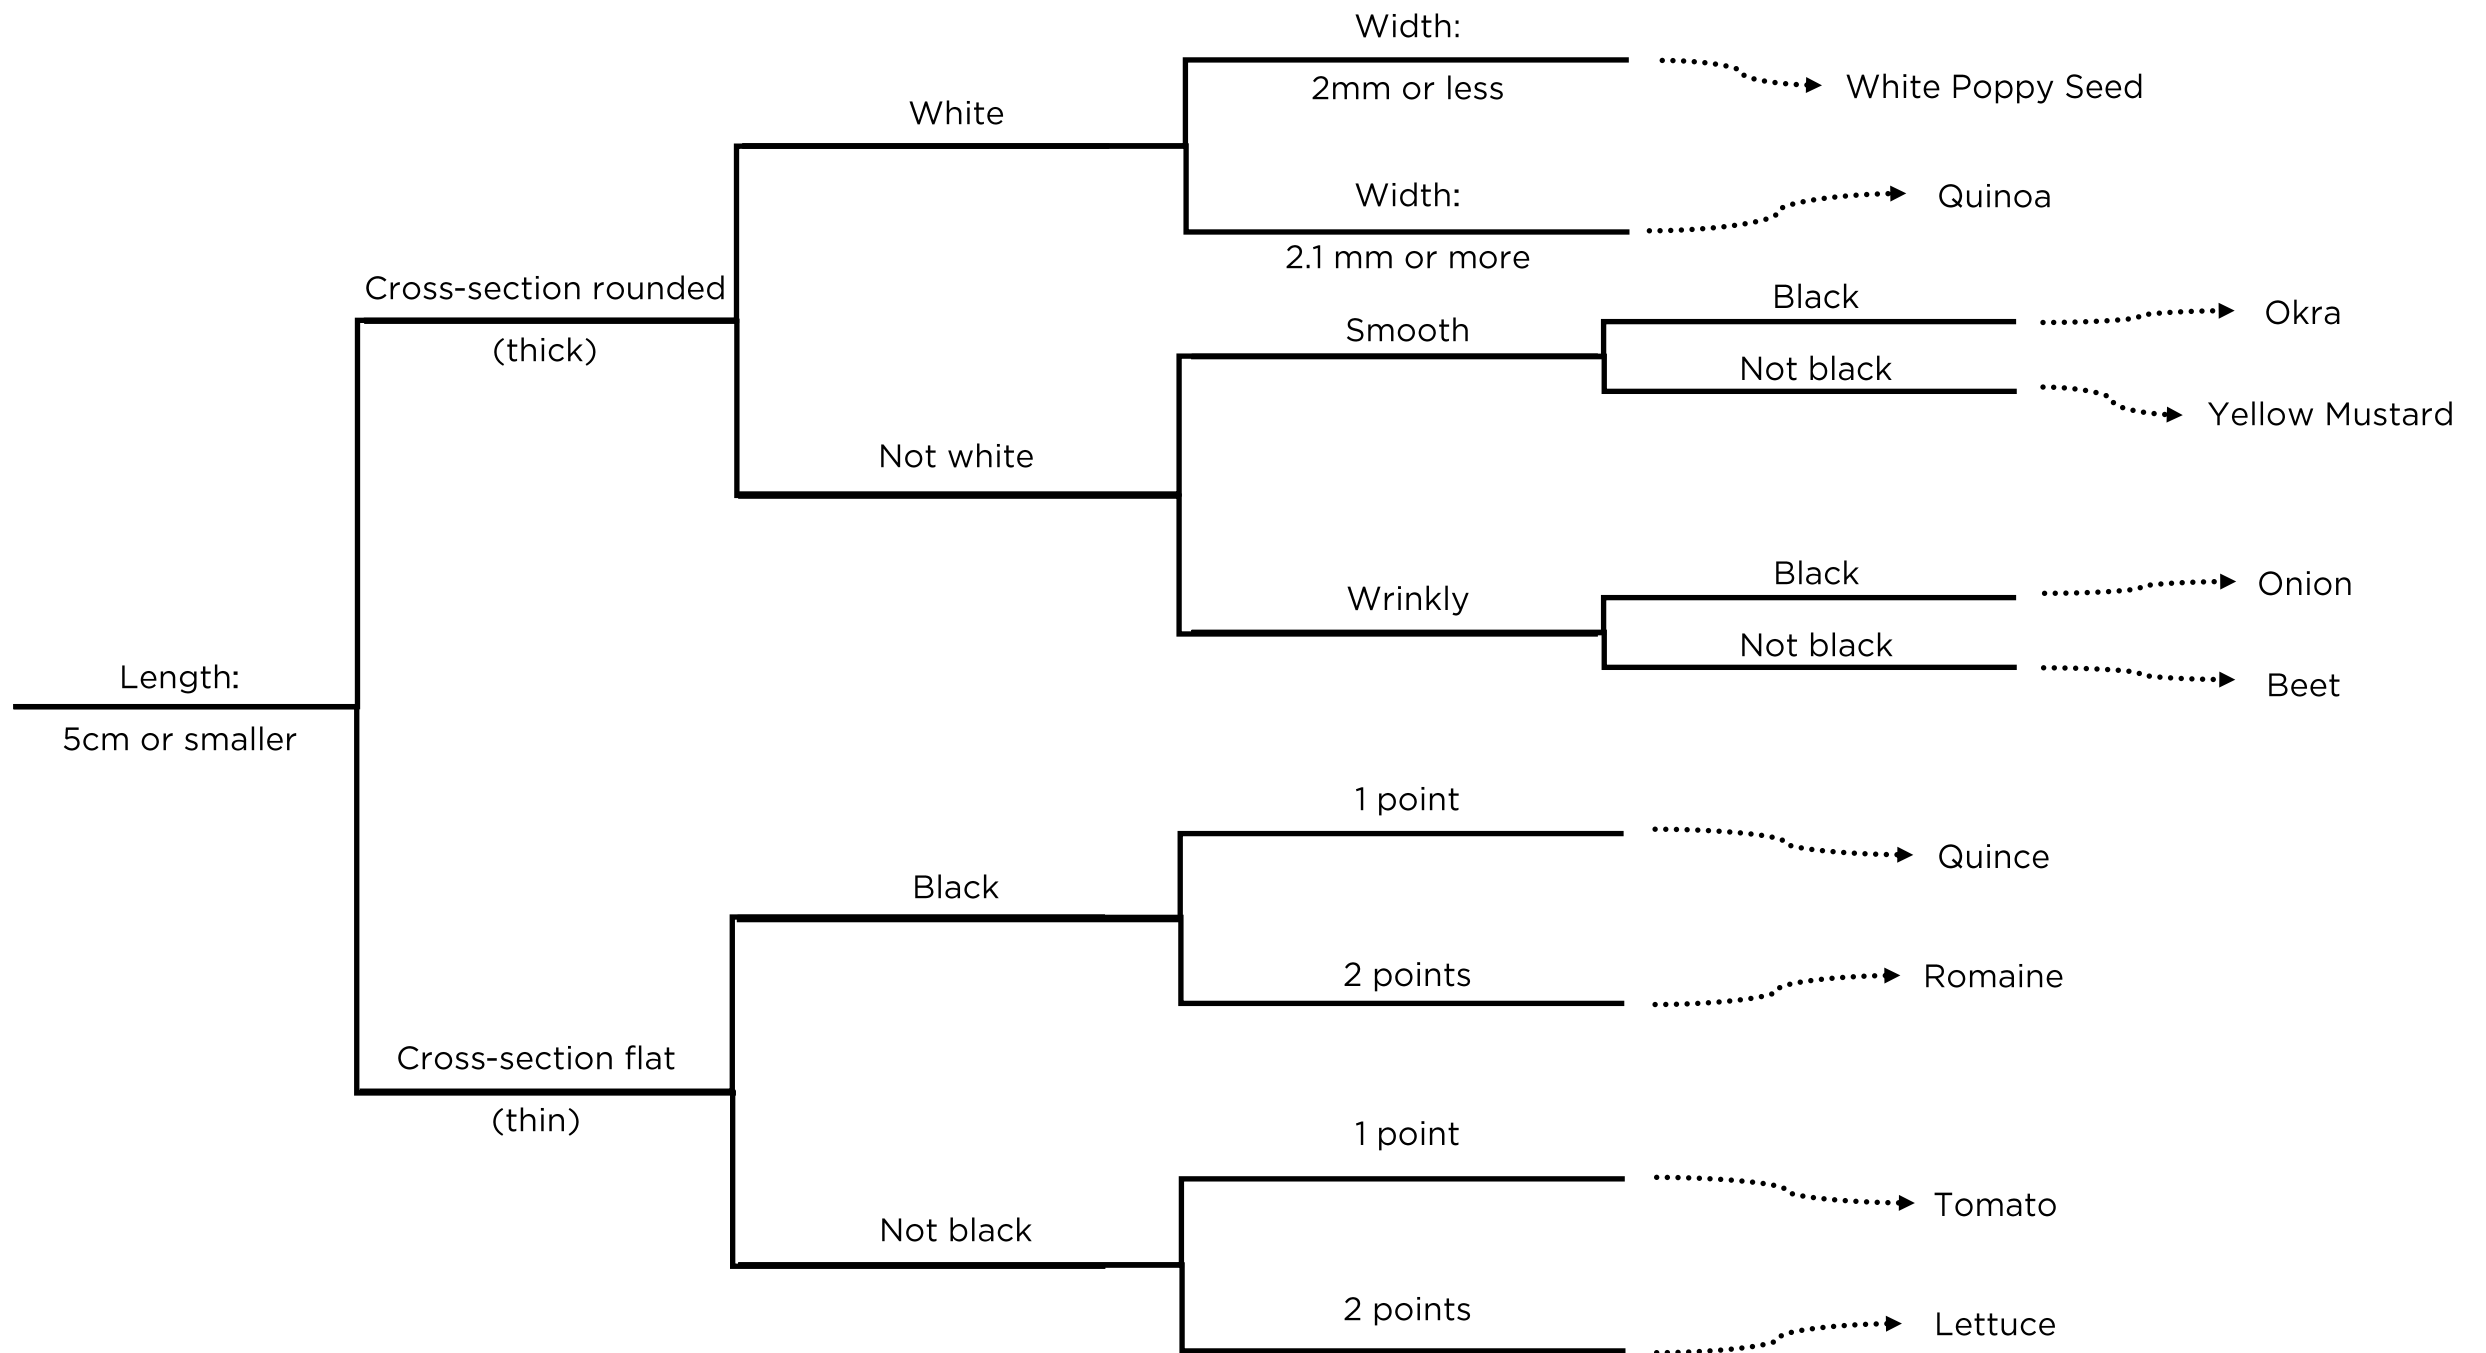 Width:
2mm or less
White Poppy Seed
White
Width:
2.1 mm or more
Quinoa
Cross-section rounded
(thick)
Smooth
Black
Okra
Not black
Yellow Mustard
Not white
Wrinkly
Black
Onion
Not black
Beet
Length:
5cm or smaller
1 point
Quince
Black
2 points
Romaine
Cross-section flat
(thin)
1 point
Tomato
Not black
2 points
Lettuce